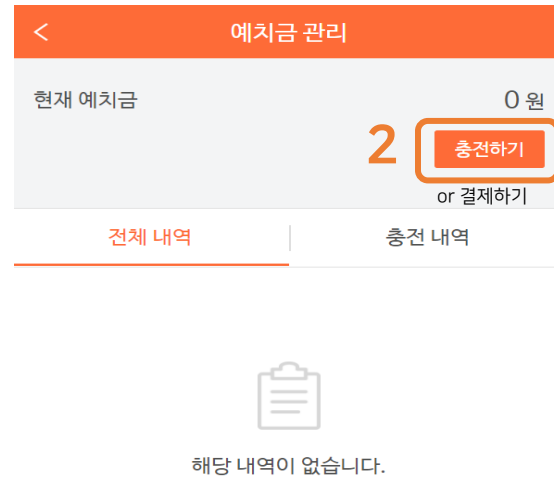 < 예치금 관리
현재 예치금 0 원
2 충전하기
or 결제하기
전체 내역 충전 내역
해당 내역이 없습니다.